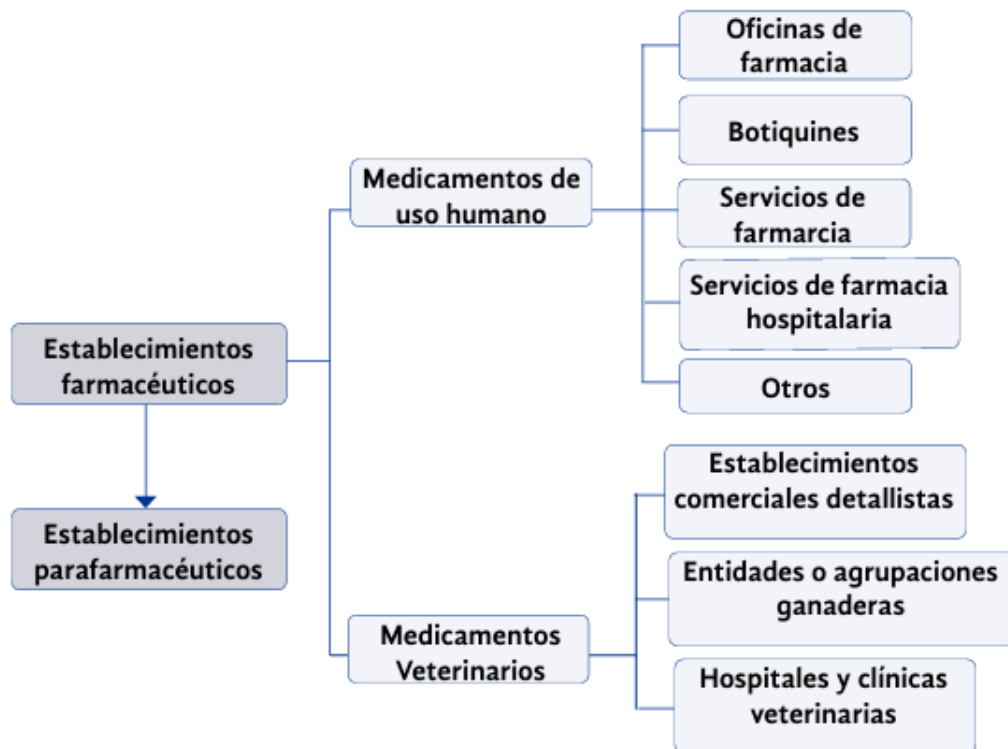 Oficinas de
farmacia
Botiquines
Medicamentos de
uso humano
Servicios de
farmarcia
Servicios de farmacia
hospitalaria
Establecimientos
farmacéuticos
Otros
Establecimientos
comerciales detallistas
Establecimientos
parafarmacéuticos
Entidades o agrupaciones
ganaderas
Medicamentos
Veterinarios
Hospitales y clínicas
veterinarias